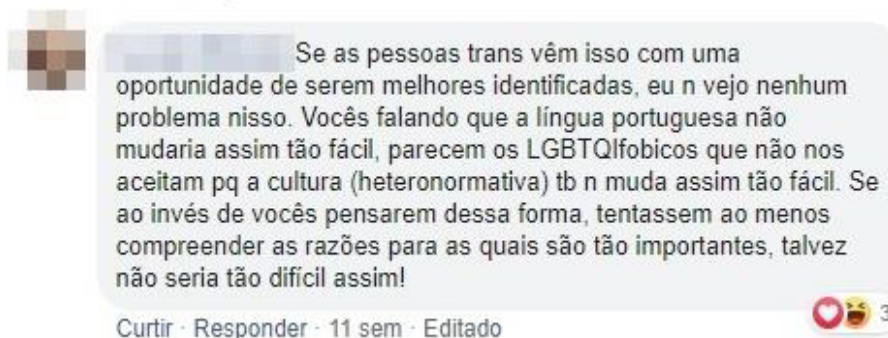 Se as pessoas trans vêm isso com uma
oportunidade de serem melhores identificadas, eu n vejo nenhum
problema nisso. Vocês falando que a língua portuguesa não
mudaria assim tão fácil, parecem os LGBTQIfobicos que não nos
aceitam pq a cultura (heteronormativa) tb n muda assim tão fácil. Se
ao invés de vocês pensarem dessa forma, tentassem ao menos
compreender as razões para as quais são tão importantes, talvez
não seria tão difícil assim!
Curtir · Responder · 11 sem · Editado
3